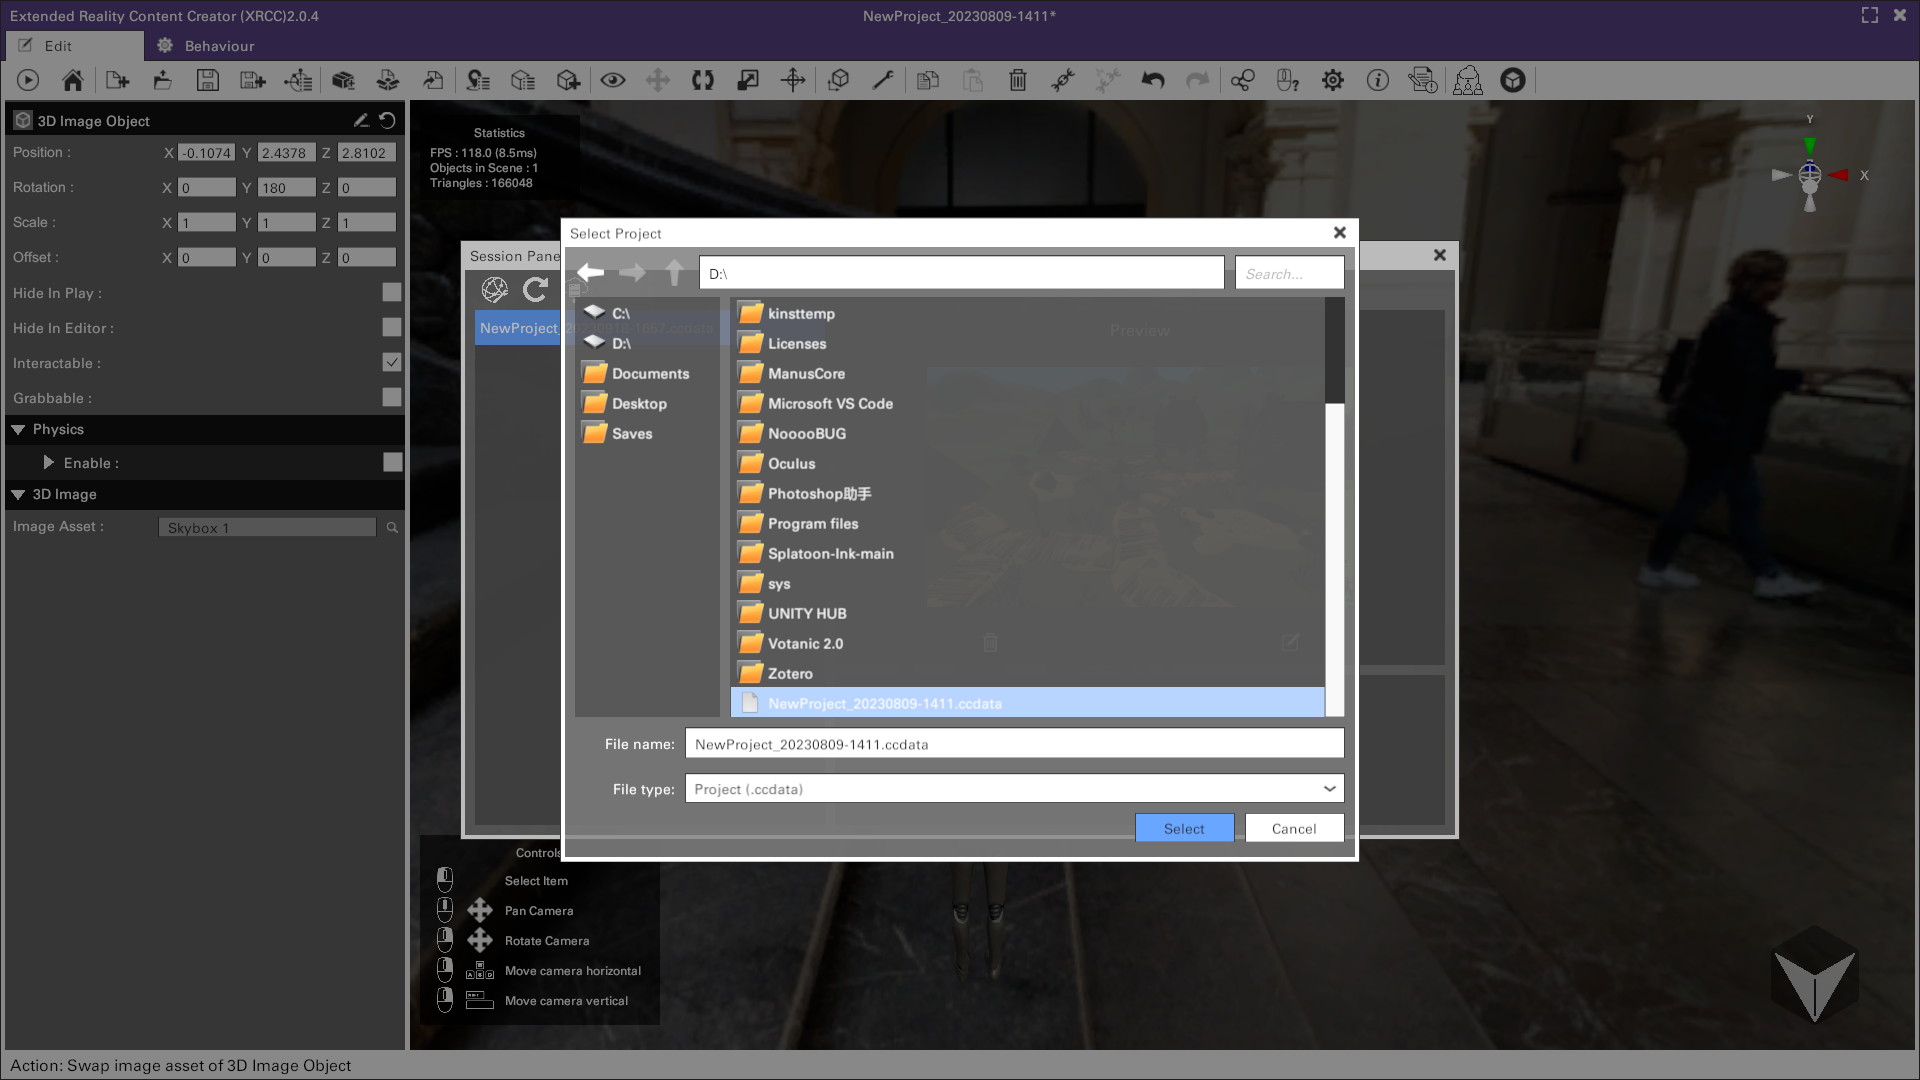 Extended Reality Content Creator (XRCC)2.0.4
NewProject_20230809-1411*
Edit
Behaviour
3D Image Object
Position : X -0.1074 Y 2.4378 Z 2.8102
Rotation : X 0 Y 180 Z 0
Scale : X 1 Y 1 Z 1
Offset : X 0 Y 0 Z 0
Hide In Play :
Hide In Editor :
Interactable :
Grabbable :
Physics
Enable :
3D Image
Image Asset : Skybox 1
Statistics
FPS : 118.0 (8.5ms)
Objects in Scene : 1
Triangles : 166048
Y
X
Session Pane
NewProject_20230918-1657.ccdata
Preview
Select Project
D:\
Search...
C:\
D:\
Documents
Desktop
Saves
kinsttemp
Licenses
ManusCore
Microsoft VS Code
NooooBUG
Oculus
Photoshop助手
Program files
Splatoon-Ink-main
sys
UNITY HUB
Votanic 2.0
Zotero
NewProject_20230809-1411.ccdata
File name: NewProject_20230809-1411.ccdata
File type: Project (.ccdata)
Select
Cancel
Controls
Select Item
Pan Camera
Rotate Camera
Move camera horizontal
Move camera vertical
Action: Swap image asset of 3D Image Object